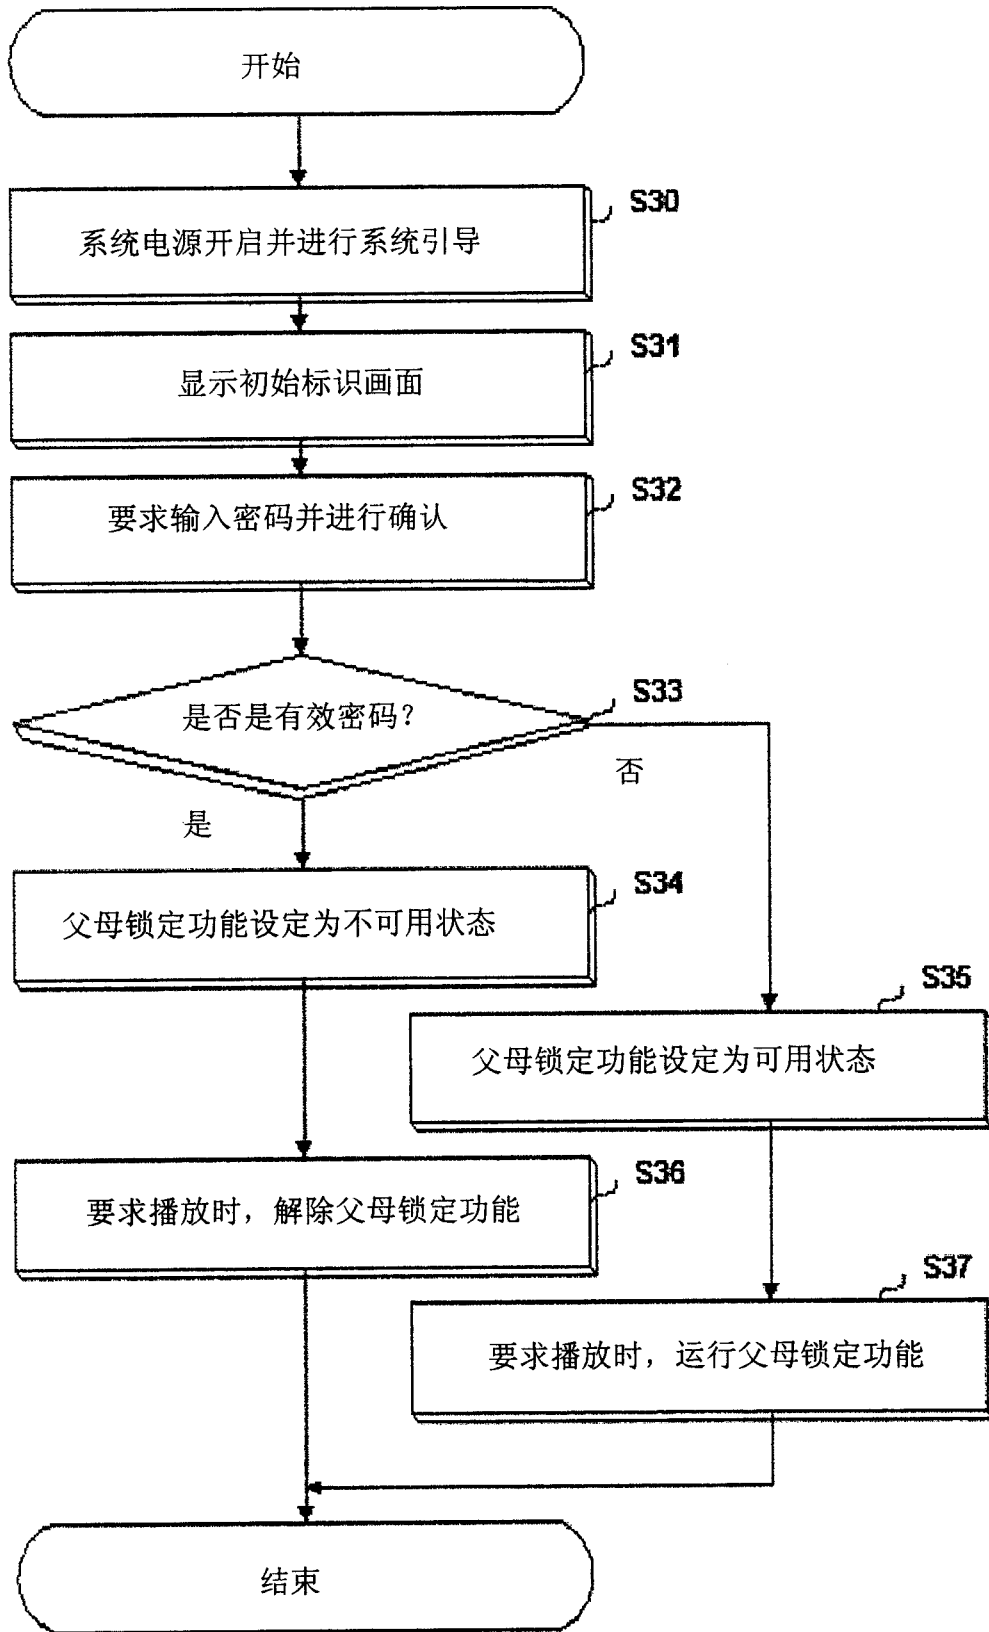 开始
S30
系统电源开启并进行系统引导
S31
显示初始标识画面
S32
要求输入密码并进行确认
S33
是否是有效密码?
否
是
S34
父母锁定功能设定为不可用状态
S35
父母锁定功能设定为可用状态
S36
要求播放时，解除父母锁定功能
S37
要求播放时，运行父母锁定功能
结束